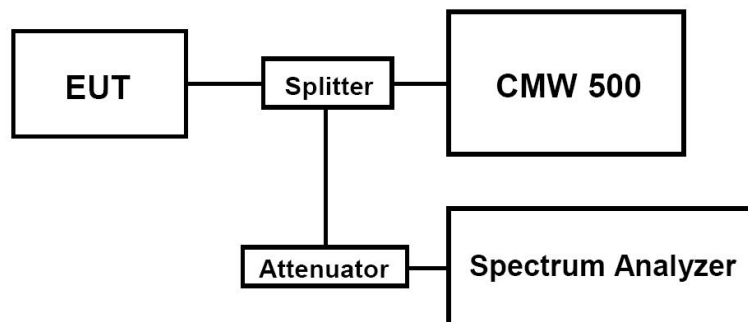 EUT
Splitter
CMW 500
Attenuator
Spectrum Analyzer